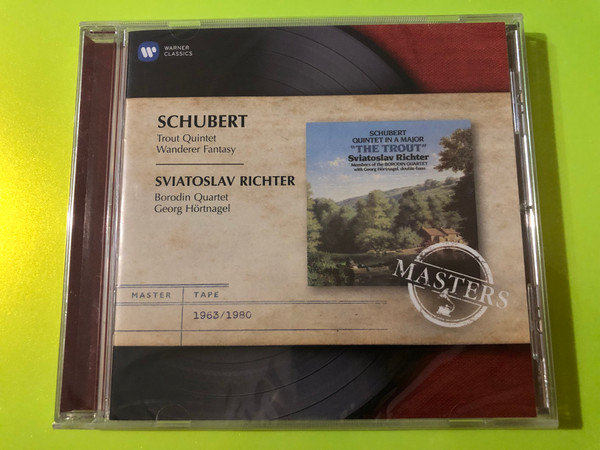 WARNER
CLASSICS
SCHUBERT
Trout Quintet
Wanderer Fantasy
SVIATOSLAV RICHTER
Borodin Quartet
Georg Hörtnagel
SCHUBERT
QUINTET IN A MAJOR
"THE TROUT"
Sviatoslav Richter
Members of the BORODIN QUARTET
with Georg Hörtnagel, double-bass
MASTERS
MASTER TAPE
1963/1980